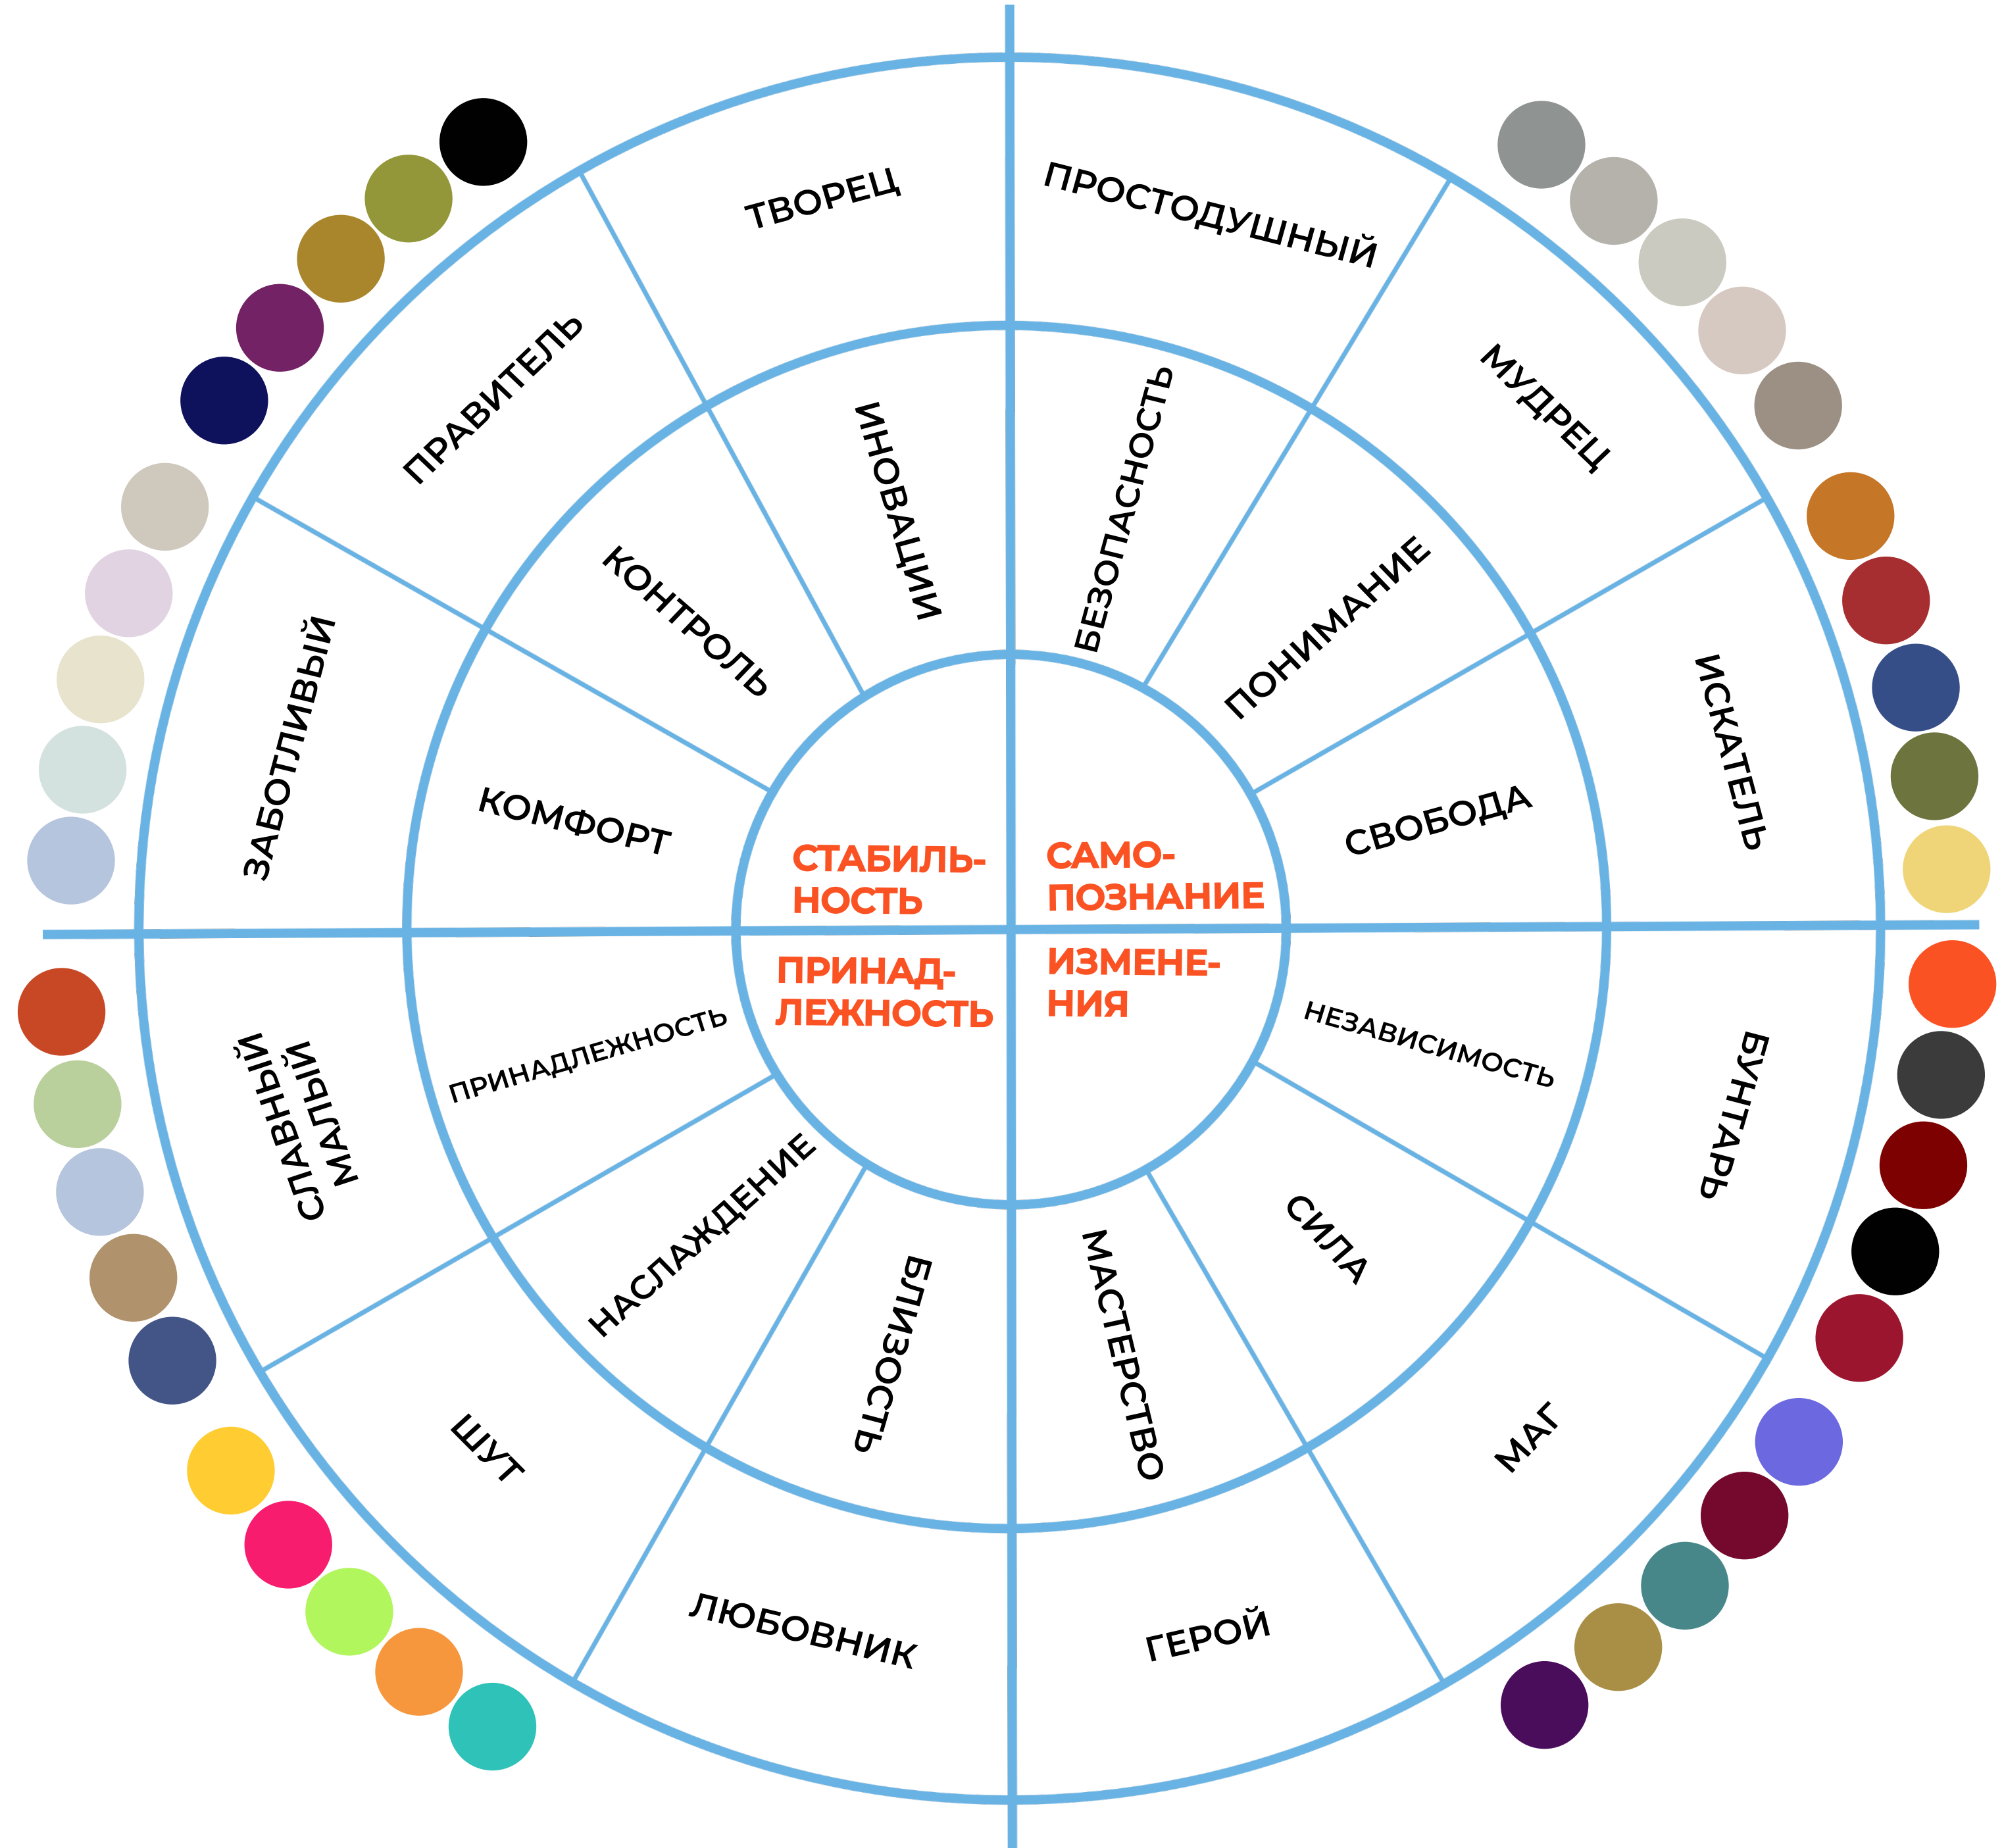 ТВОРЕЦ
ПРОСТОДУШНЫЙ
МУДРЕЦ
ИСКАТЕЛЬ
БУНТАРЬ
МАГ
ГЕРОЙ
ЛЮБОВНИК
ШУТ
СЛАВНЫЙ
МАЛЫЙ
ЗАБОТЛИВЫЙ
ПРАВИТЕЛЬ
ИННОВАЦИИ
БЕЗОПАСНОСТЬ
ПОНИМАНИЕ
СВОБОДА
НЕЗАВИСИМОСТЬ
СИЛА
МАСТЕРСТВО
БЛИЗОСТЬ
НАСЛАЖДЕНИЕ
ПРИНАДЛЕЖНОСТЬ
КОМФОРТ
КОНТРОЛЬ
СТАБИЛЬ-
НОСТЬ
САМО-
ПОЗНАНИЕ
ПРИНАД-
ЛЕЖНОСТЬ
ИЗМЕНЕ-
НИЯ